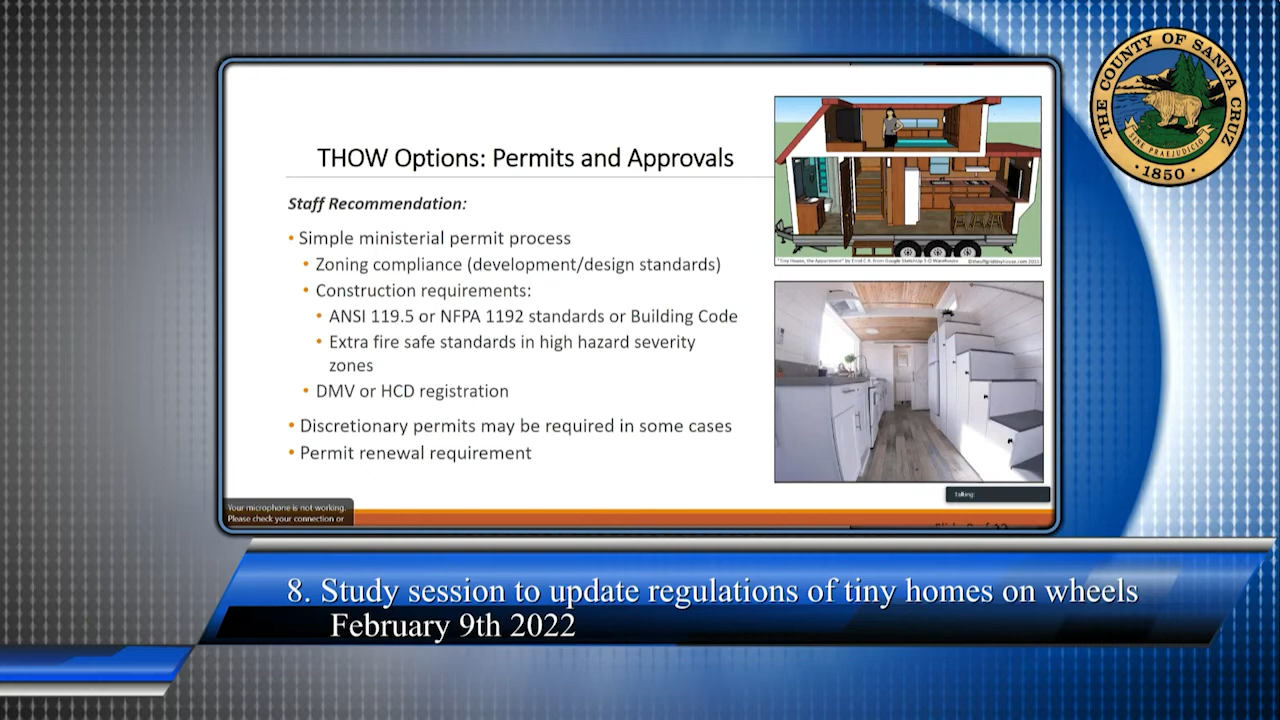 THE COUNTY OF SANTA CRUZ
1850
THOW Options: Permits and Approvals
Staff Recommendation:
• Simple ministerial permit process
• Zoning compliance (development/design standards)
• Construction requirements:
• ANSI 119.5 or NFPA 1192 standards or Building Code
• Extra fire safe standards in high hazard severity
zones
• DMV or HCD registration
• Discretionary permits may be required in some cases
• Permit renewal requirement
Talking:
Your microphone is not working.
Please check your connection or
8. Study session to update regulations of tiny homes on wheels
February 9th 2022